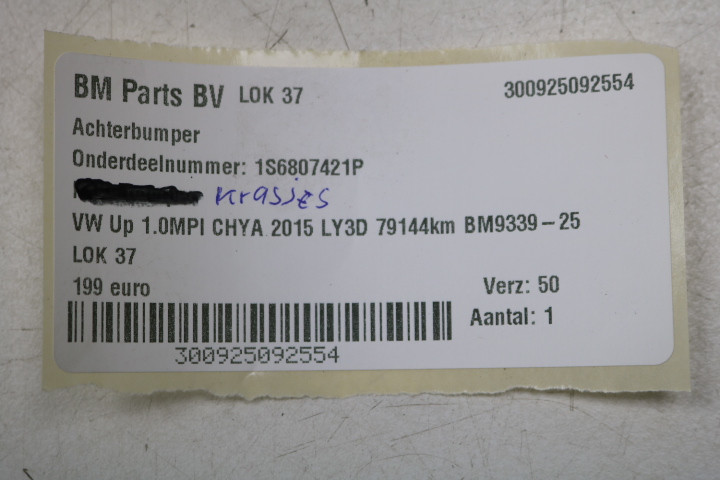 BM Parts BV LOK 37 300925092554
Achterbumper
Onderdeelnummer: 1S6807421P
krasjes
VW Up 1.0MPI CHYA 2015 LY3D 79144km BM9339-25
LOK 37
199 euro Verz: 50
Aantal: 1
300925092554